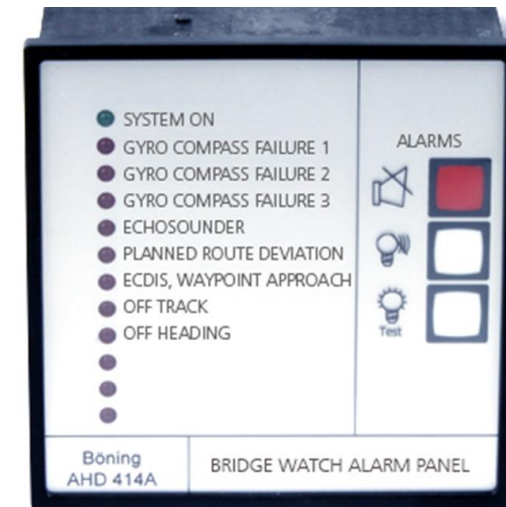 SYSTEM ON
GYRO COMPASS FAILURE 1
GYRO COMPASS FAILURE 2
GYRO COMPASS FAILURE 3
ECHOSOUNDER
PLANNED ROUTE DEVIATION
ECDIS, WAYPOINT APPROACH
OFF TRACK
OFF HEADING
ALARMS
Test
Böning
AHD 414A
BRIDGE WATCH ALARM PANEL